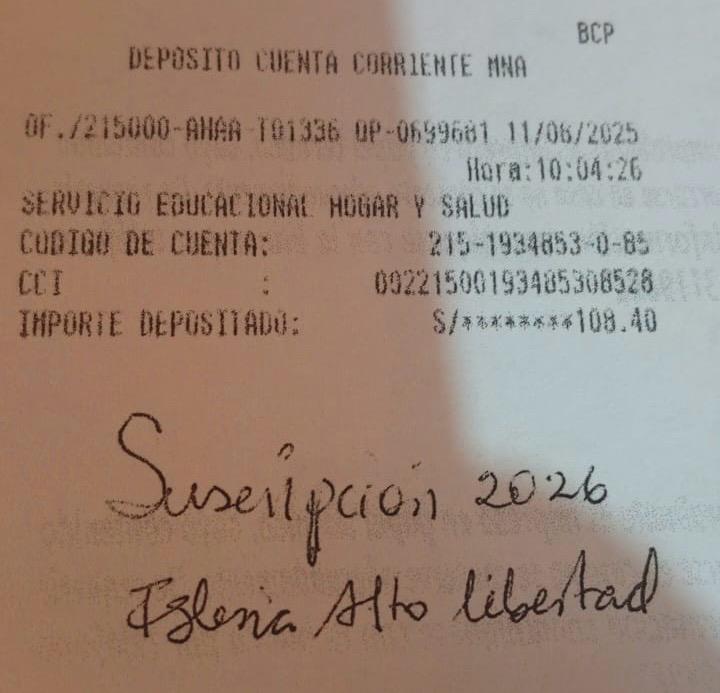 BCP
DEPOSITO CUENTA CORRIENTE MNA
OF./215000-AHAA T01336 OP-0699681 11/08/2025
Hora:10:04:26
SERVICIO EDUCACIONAL HOGAR Y SALUD
CODIGO DE CUENTA: 215-1934853-0-85
CCI : 00221500193485308528
IMPORTE DEPOSITADO: S/********108.40
Suscripción 2026
Iglesia Alto libertad